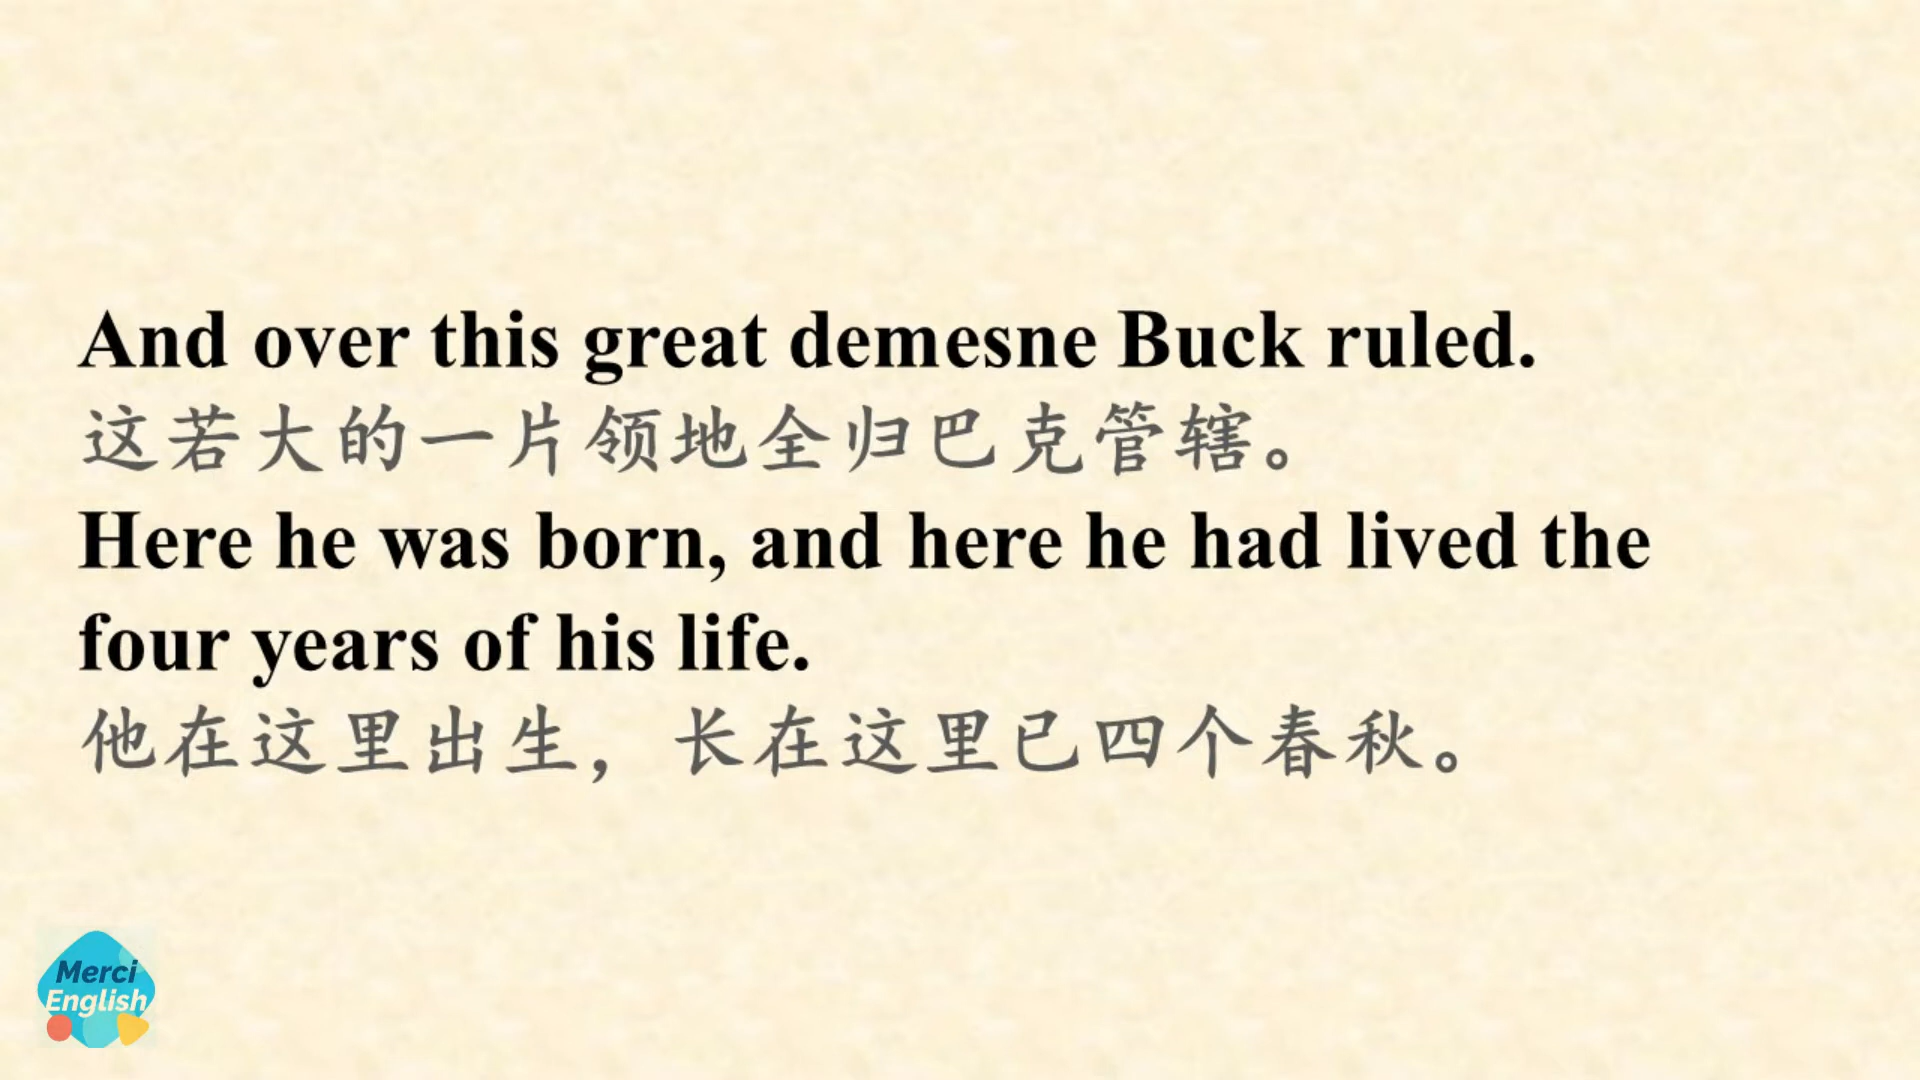 And over this great demesne Buck ruled.
这若大的一片领地全归巴克管辖。
Here he was born, and here he had lived the
four years of his life.
他在这里出生，长在这里已四个春秋。
Merci
English